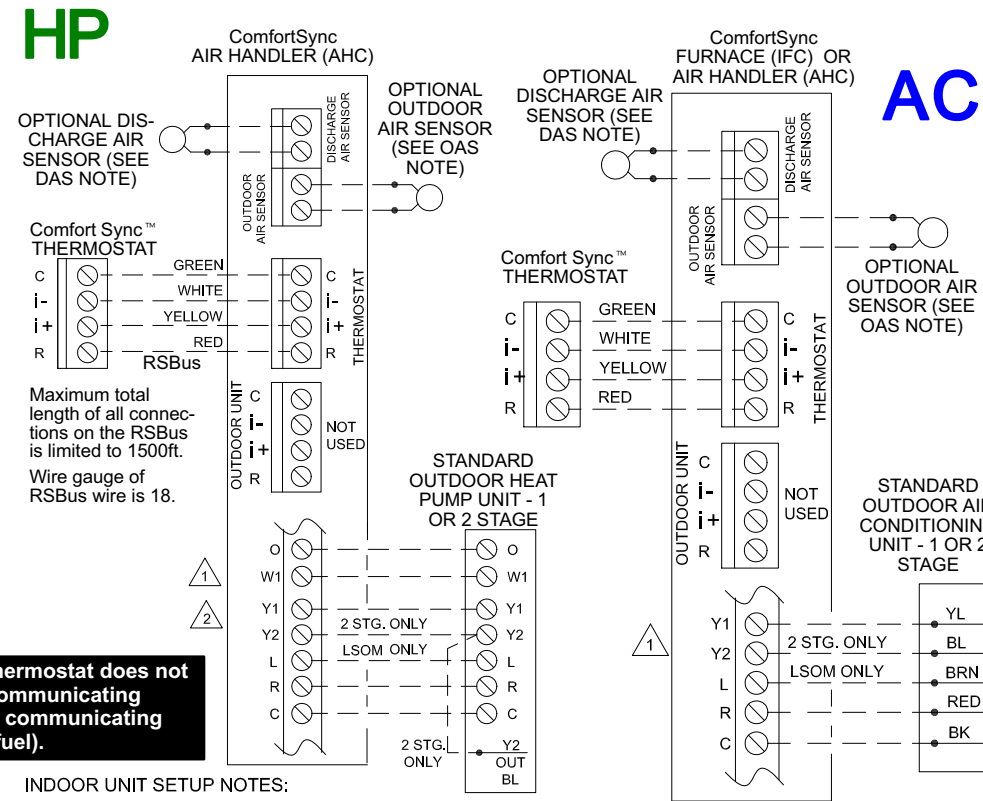 HP
ComfortSync
AIR HANDLER (AHC)
OPTIONAL DIS-
CHARGE AIR
SENSOR (SEE
DAS NOTE)
DISCHARGE
AIR SENSOR
OUTDOOR
AIR SENSOR
OPTIONAL
OUTDOOR
AIR SENSOR
(SEE OAS
NOTE)
Comfort Sync™
THERMOSTAT
C
i-
i+
R
GREEN
WHITE
YELLOW
RED
RSBus
C
i-
i+
R
THERMOSTAT
Maximum total
length of all connec-
tions on the RSBus
is limited to 1500ft.
Wire gauge of
RSBus wire is 18.
OUTDOOR UNIT
C
i-
i+
R
NOT
USED
STANDARD
OUTDOOR HEAT
PUMP UNIT - 1
OR 2 STAGE
1
2
O
W1
Y1
Y2
L
R
C
2 STG. ONLY
LSOM ONLY
O
W1
Y1
Y2
L
R
C
2 STG.
ONLY
Y2
OUT
BL
hermostat does not
ommunicating
communicating
fuel).
INDOOR UNIT SETUP NOTES:
AC
ComfortSync
FURNACE (IFC) OR
AIR HANDLER (AHC)
OPTIONAL
DISCHARGE AIR
SENSOR (SEE
DAS NOTE)
DISCHARGE
AIR SENSOR
OUTDOOR
AIR SENSOR
OPTIONAL
OUTDOOR AIR
SENSOR (SEE
OAS NOTE)
Comfort Sync™
THERMOSTAT
C
i-
i+
R
GREEN
WHITE
YELLOW
RED
C
i-
i+
R
THERMOSTAT
OUTDOOR UNIT
C
i-
i+
R
NOT
USED
STANDARD
OUTDOOR AI
CONDITIONIN
UNIT - 1 OR 2
STAGE
1
Y1
Y2
L
R
C
2 STG. ONLY
LSOM ONLY
YL
BL
BRN
RED
BK